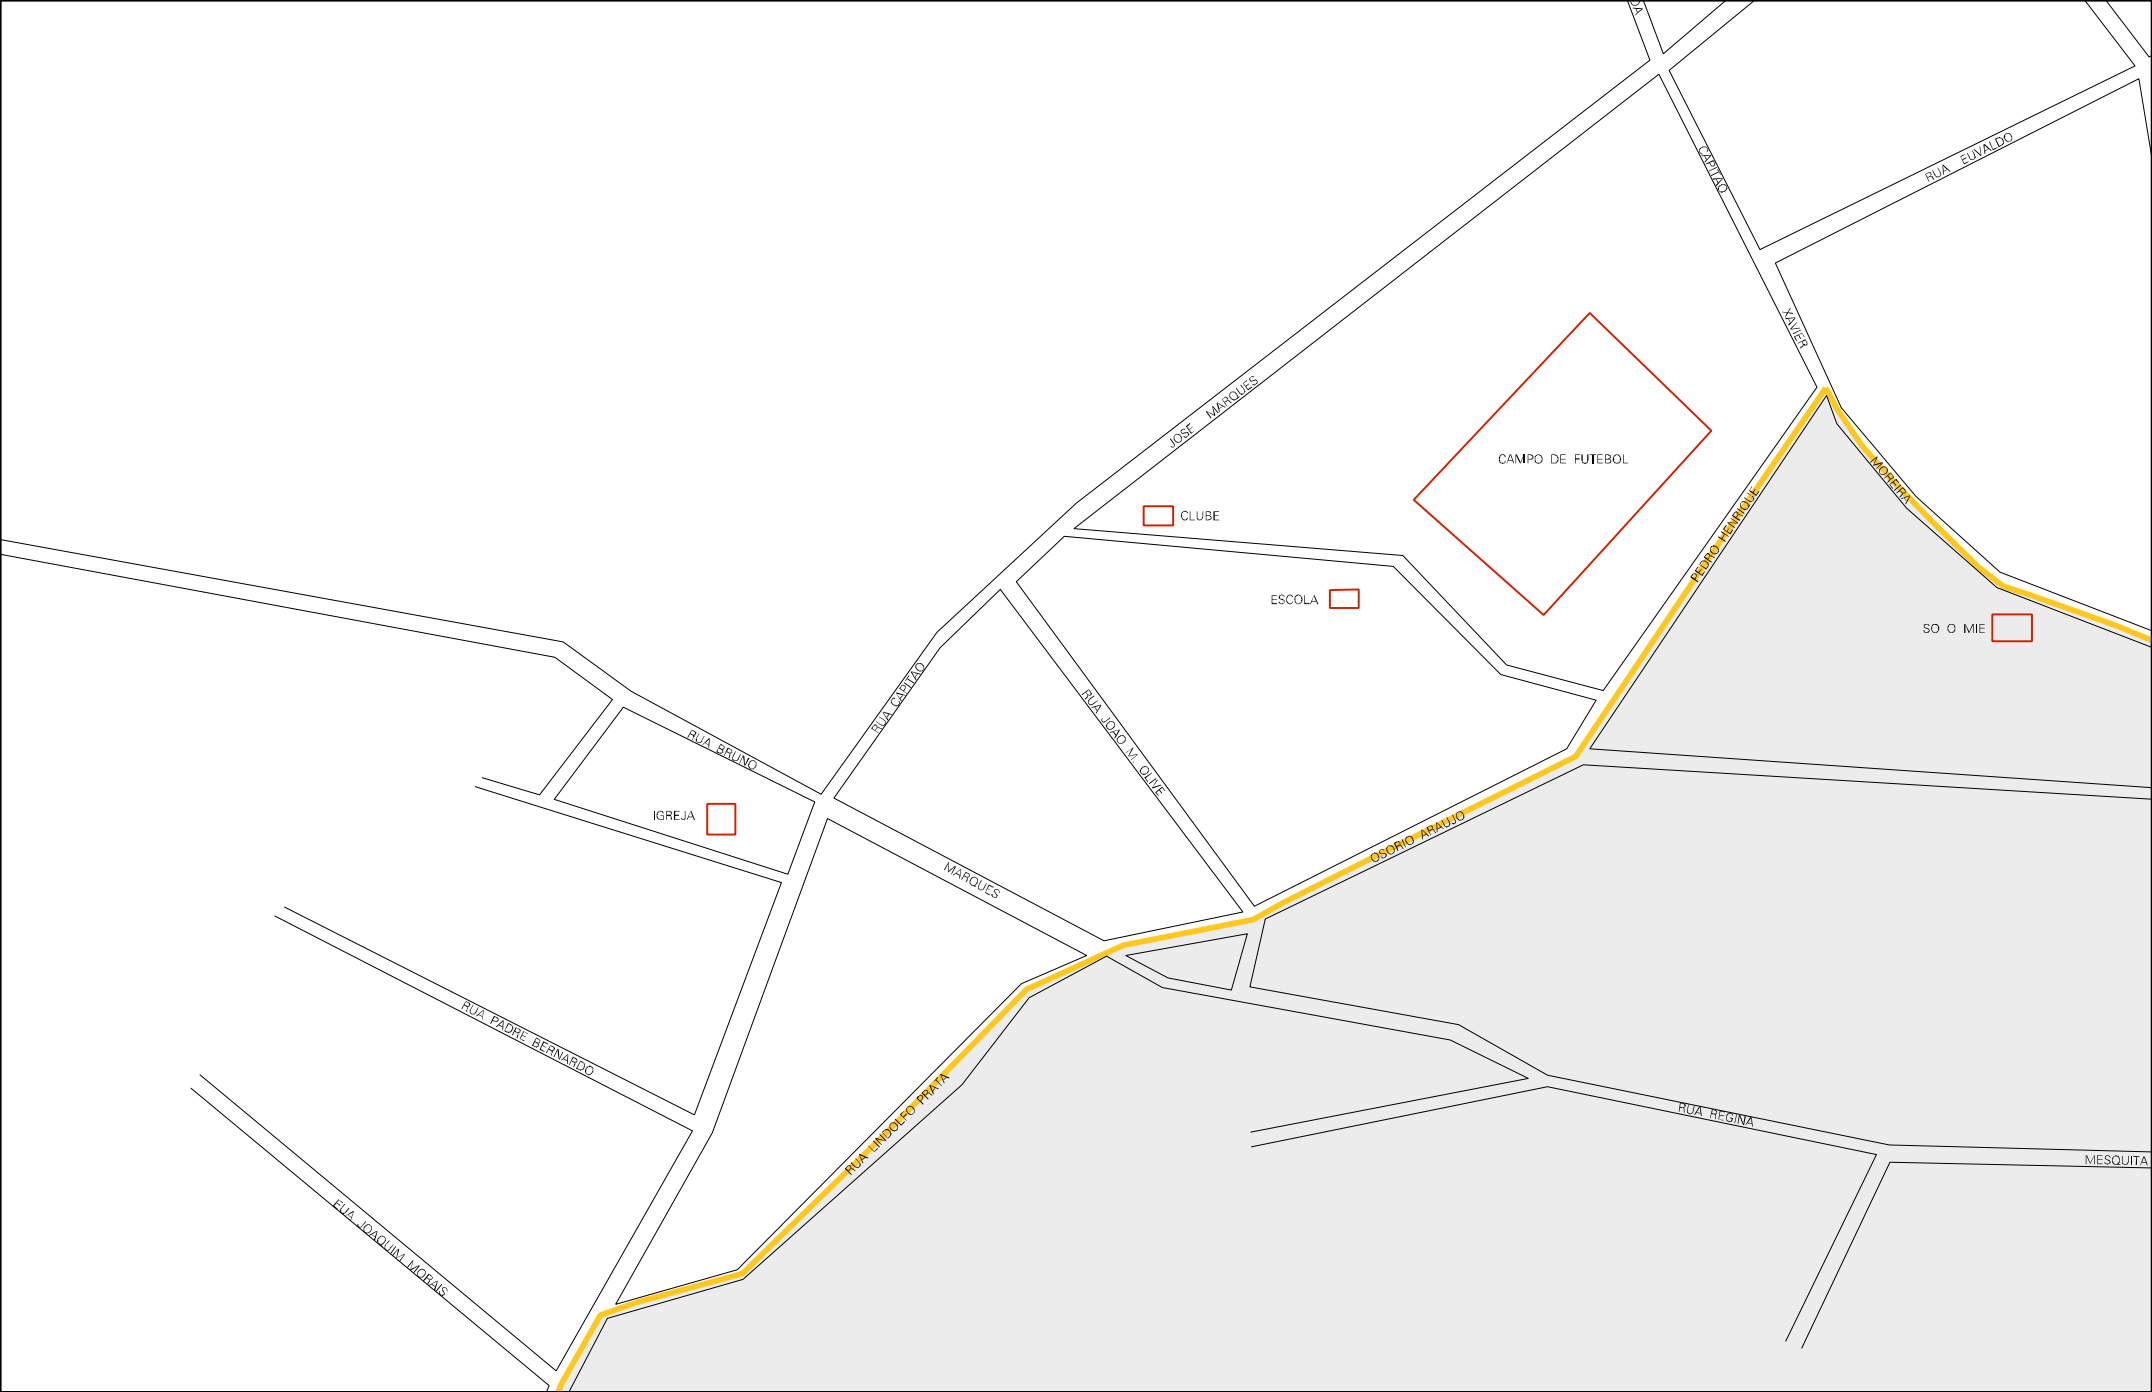 CAPITAO
RUA EUVALDO
XAVIER
JOSE MARQUES
CAMPO DE FUTEBOL
MOREIRA
CLUBE
PEDRO HENRIQUE
ESCOLA
SO O MIE
RUA CAPITAO
RUA JOAO M. OLIVE
RUA BRUNO
IGREJA
OSORIO ARAUJO
MARQUES
RUA PADRE BERNARDO
RUA LINDOLFO PRATA
RUA REGINA
MESQUITA
EUA JOAQUIM MORAIS